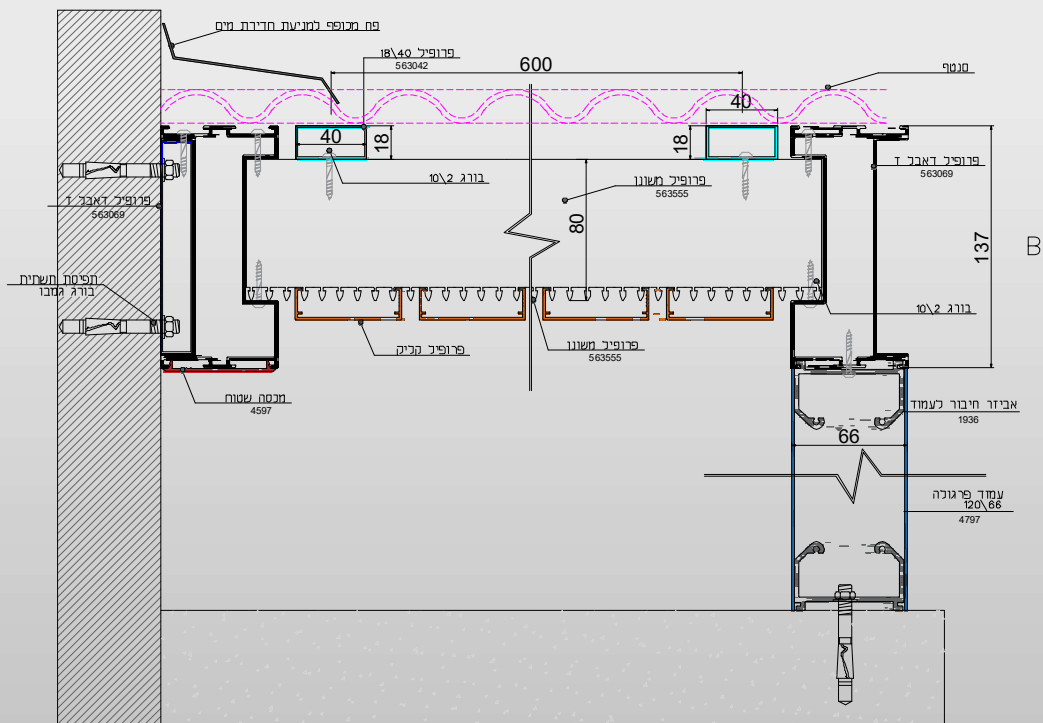 פח מכופף למניעת חדירת מים
פרופיל 18\40
563042
600
סנטף
40
40
18
18
בורג 10\2
פרופיל משונן
563555
פרופיל דאבל ד
563069
פרופיל דאבל ד
563069
80
137
B
תפיסת תשתית
בורג גמבו
בורג 10\2
פרופיל קליק
פרופיל משונן
563555
מכסה שטוח
4597
אביזר חיבור לעמוד
1936
66
עמוד פרגולה
120\66
4797